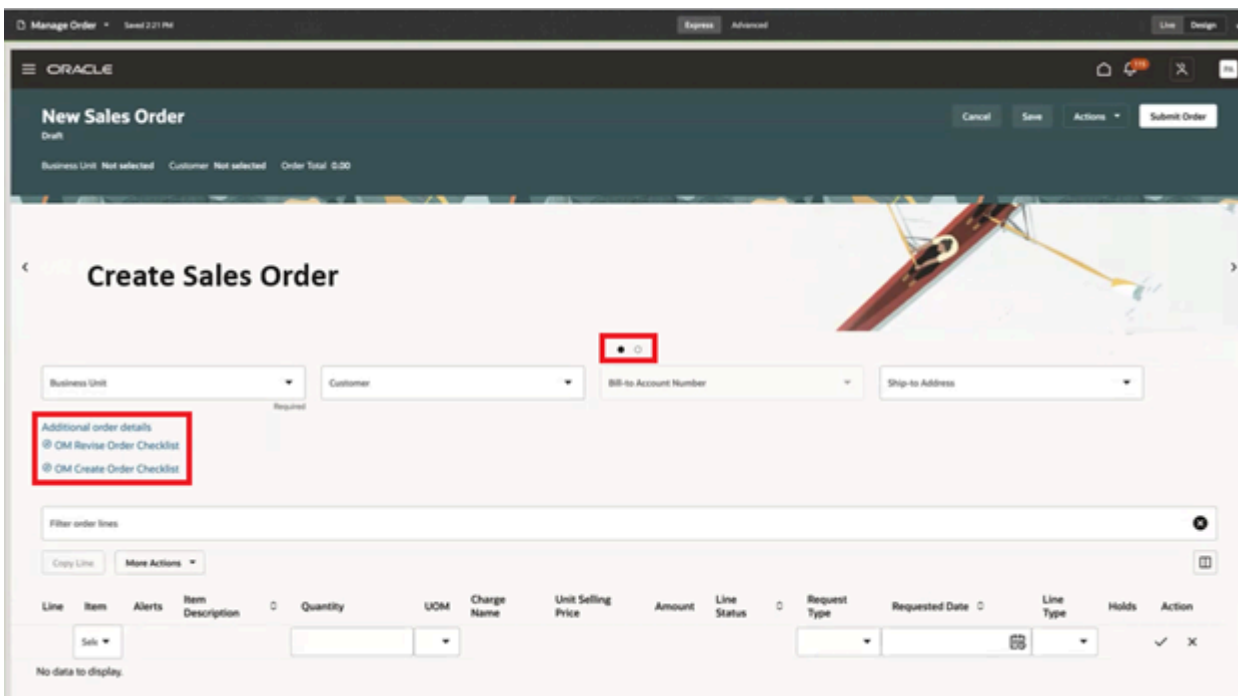 Manage Order Saved 2:21 PM Express Advanced Live Design
ORACLE 115
New Sales Order Cancel Save Actions Submit Order
Draft
Business Unit Not selected Customer Not selected Order Total 0.00
Create Sales Order
Business Unit Customer Bill-to Account Number Ship-to Address
Required
Additional order details
OM Revise Order Checklist
OM Create Order Checklist
Filter order lines
Copy Line More Actions
Line Item Alerts Item Description Quantity UOM Charge Name Unit Selling Price Amount Line Status Request Type Requested Date Line Type Holds Action
Sele
No data to display.